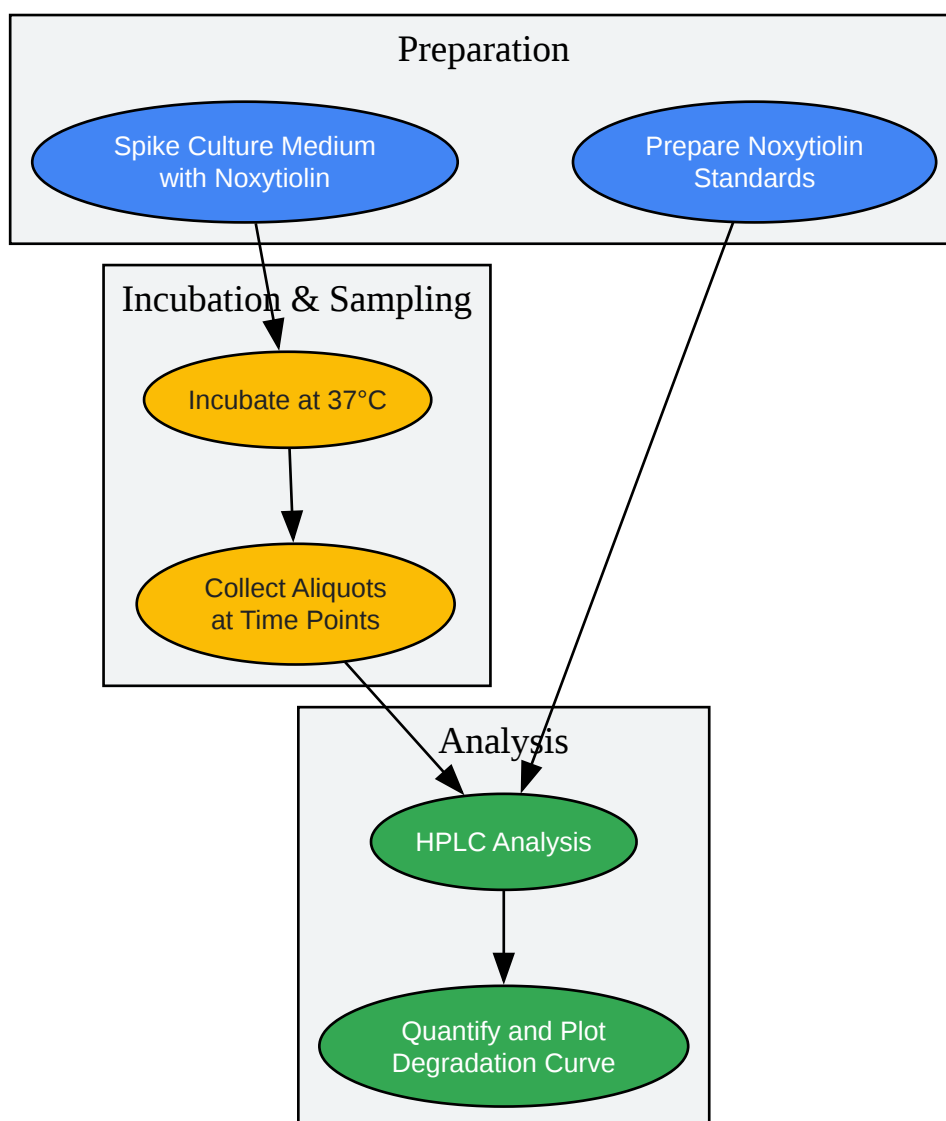 Preparation
Spike Culture Medium
with Noxytiolin
Prepare Noxytiolin
Standards
Incubation & Sampling
Incubate at 37°C
Collect Aliquots
at Time Points
Analysis
HPLC Analysis
Quantify and Plot
Degradation Curve